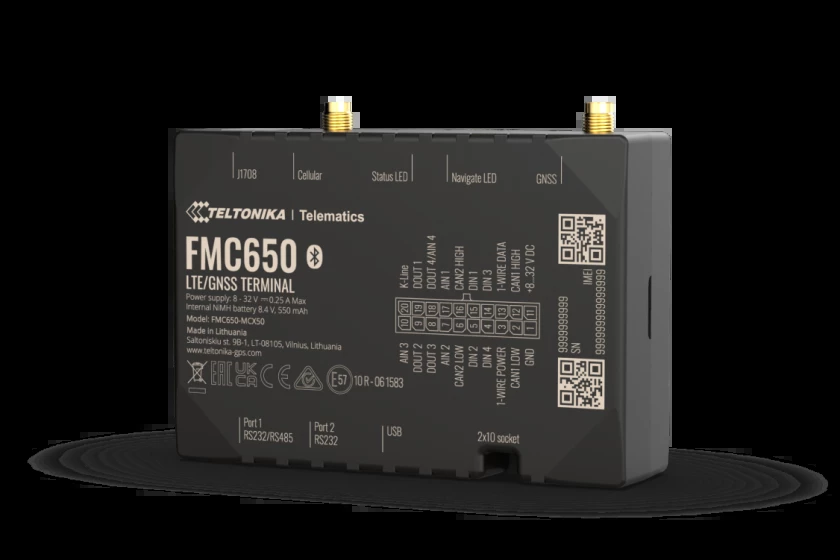 J1708
Cellular
Status LED
Navigate LED
GNSS
TELTONIKA | Telematics
FMC650
LTE/GNSS TERMINAL
Power supply: 8 - 32 V ⎓ 0.25 A Max
Internal NiMH battery 8.4 V, 550 mAh
Model: FMC650-MCX50
Made in Lithuania
Saltoniskiu st. 9B-1, LT-08105, Vilnius, Lithuania
www.teltonika-gps.com
EAC UKCA CE
E57 10 R - 061583
K-Line
DOUT 1
DOUT 4/AIN 4
AIN 1
CAN2 HIGH
DIN 1
DIN 3
1-WIRE DATA
CAN1 HIGH
+8...32 V DC
20 19 18 17 16 15 14 13 12 11
10 9 8 7 6 5 4 3 2 1
AIN 3
DOUT 2
DOUT 3
AIN 2
CAN2 LOW
DIN 2
DIN 4
1-WIRE POWER
CAN1 LOW
GND
IMEI
999999999999999
9999999999
SN
Port 1
RS232/RS485
Port 2
RS232
USB
2x10 socket